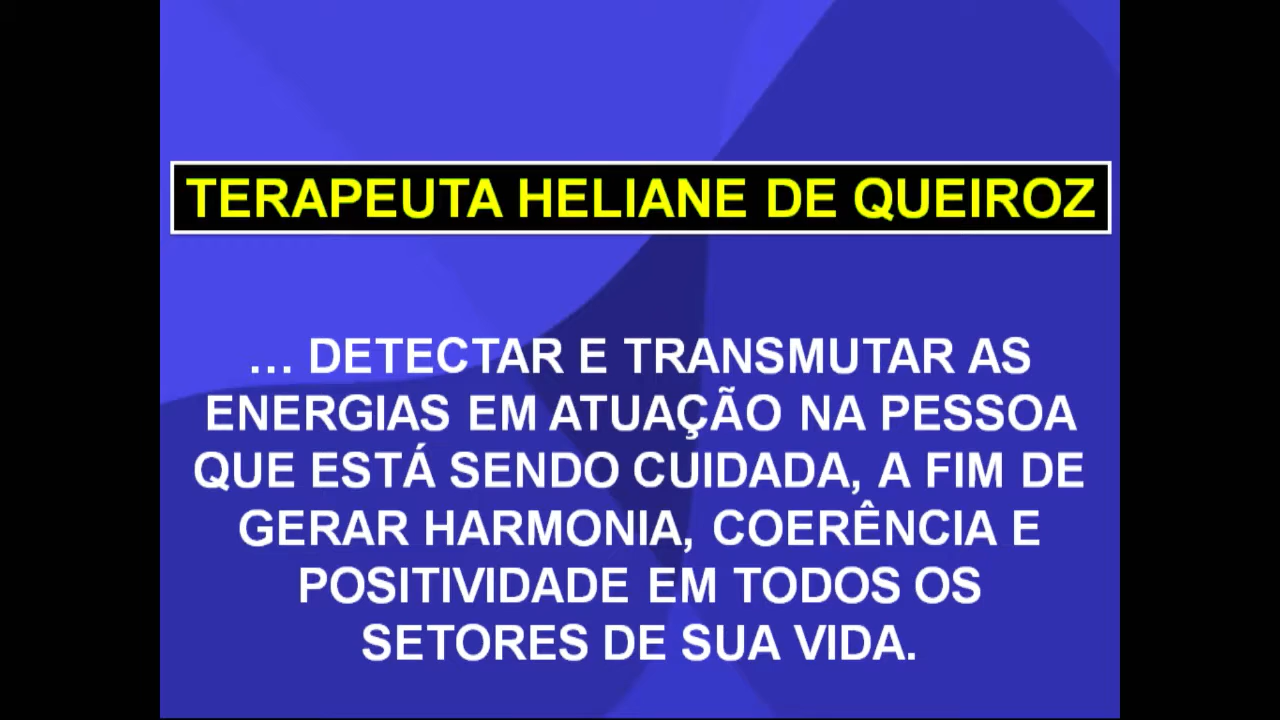 TERAPEUTA HELIANE DE QUEIROZ
... DETECTAR E TRANSMUTAR AS
ENERGIAS EM ATUAÇÃO NA PESSOA
QUE ESTÁ SENDO CUIDADA, A FIM DE
GERAR HARMONIA, COERÊNCIA E
POSITIVIDADE EM TODOS OS
SETORES DE SUA VIDA.